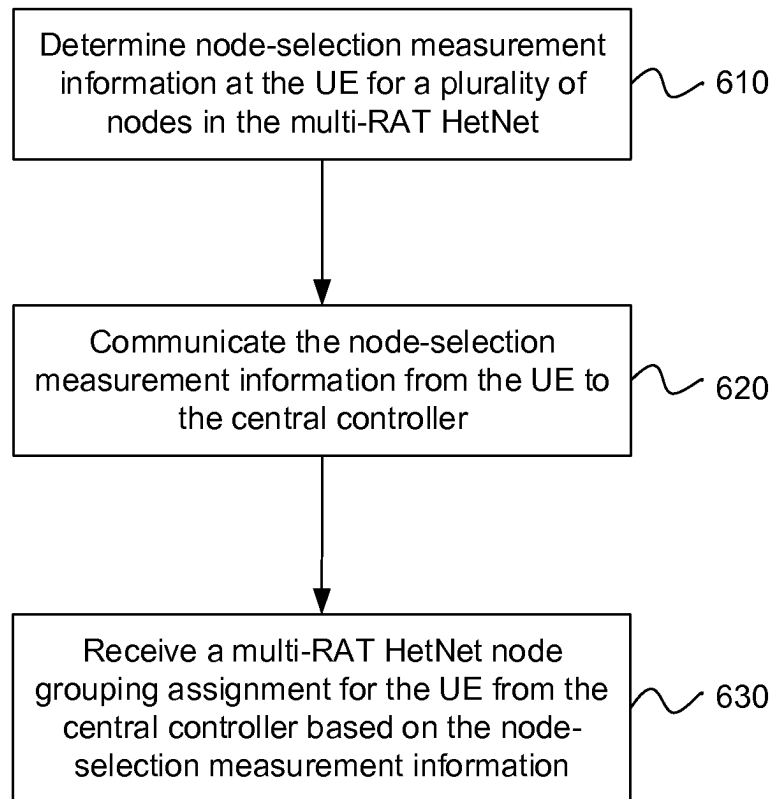 Determine node-selection measurement
information at the UE for a plurality of
nodes in the multi-RAT HetNet
610
Communicate the node-selection
measurement information from the UE to
the central controller
620
Receive a multi-RAT HetNet node
grouping assignment for the UE from the
central controller based on the node-
selection measurement information
630